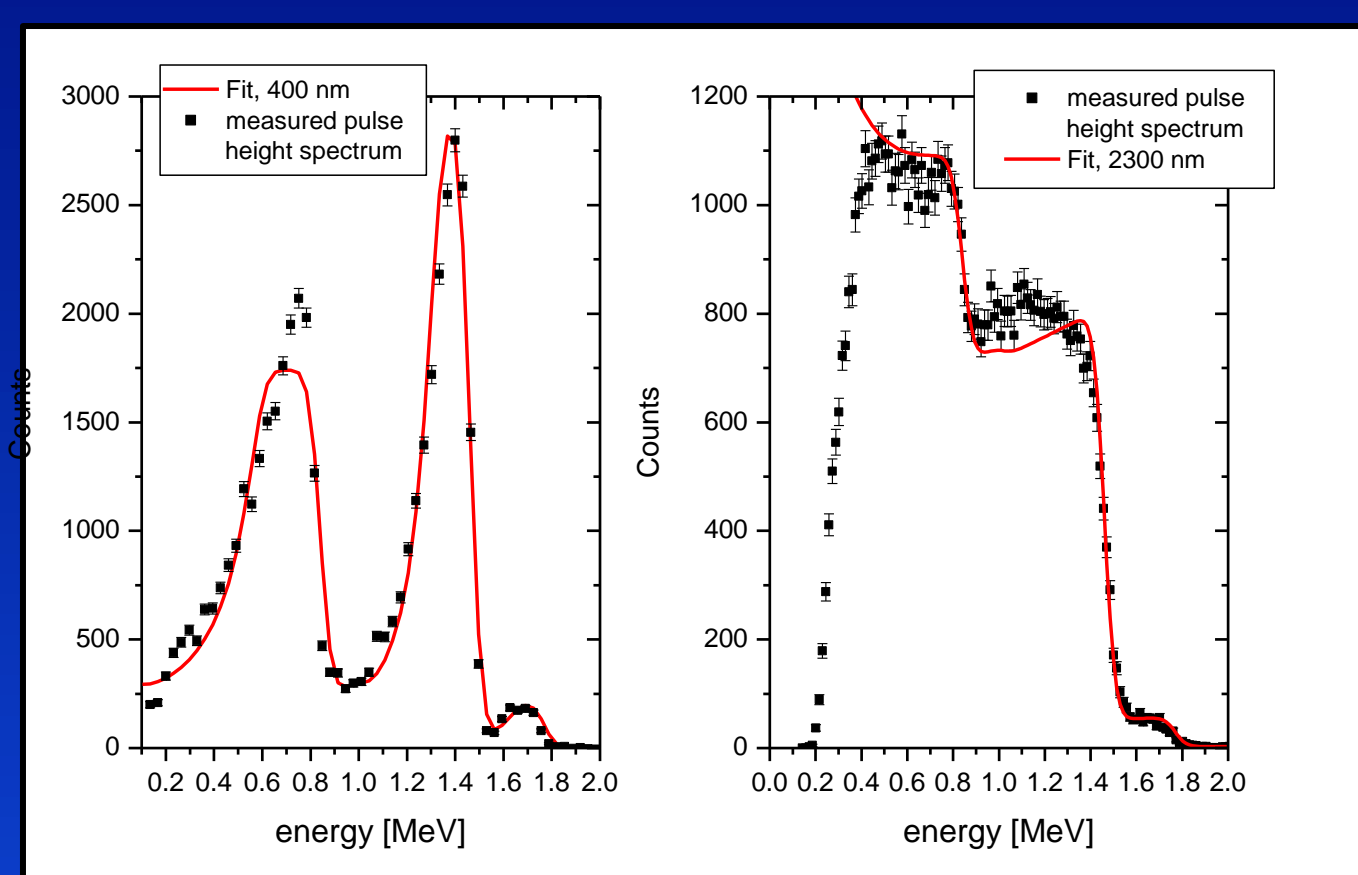 Fit, 400 nm
measured pulse
height spectrum
3000
2500
2000
1500
1000
500
0
Counts
0.2 0.4 0.6 0.8 1.0 1.2 1.4 1.6 1.8 2.0
energy [MeV]
measured pulse
height spectrum
Fit, 2300 nm
1200
1000
800
600
400
200
0
Counts
0.0 0.2 0.4 0.6 0.8 1.0 1.2 1.4 1.6 1.8 2.0
energy [MeV]